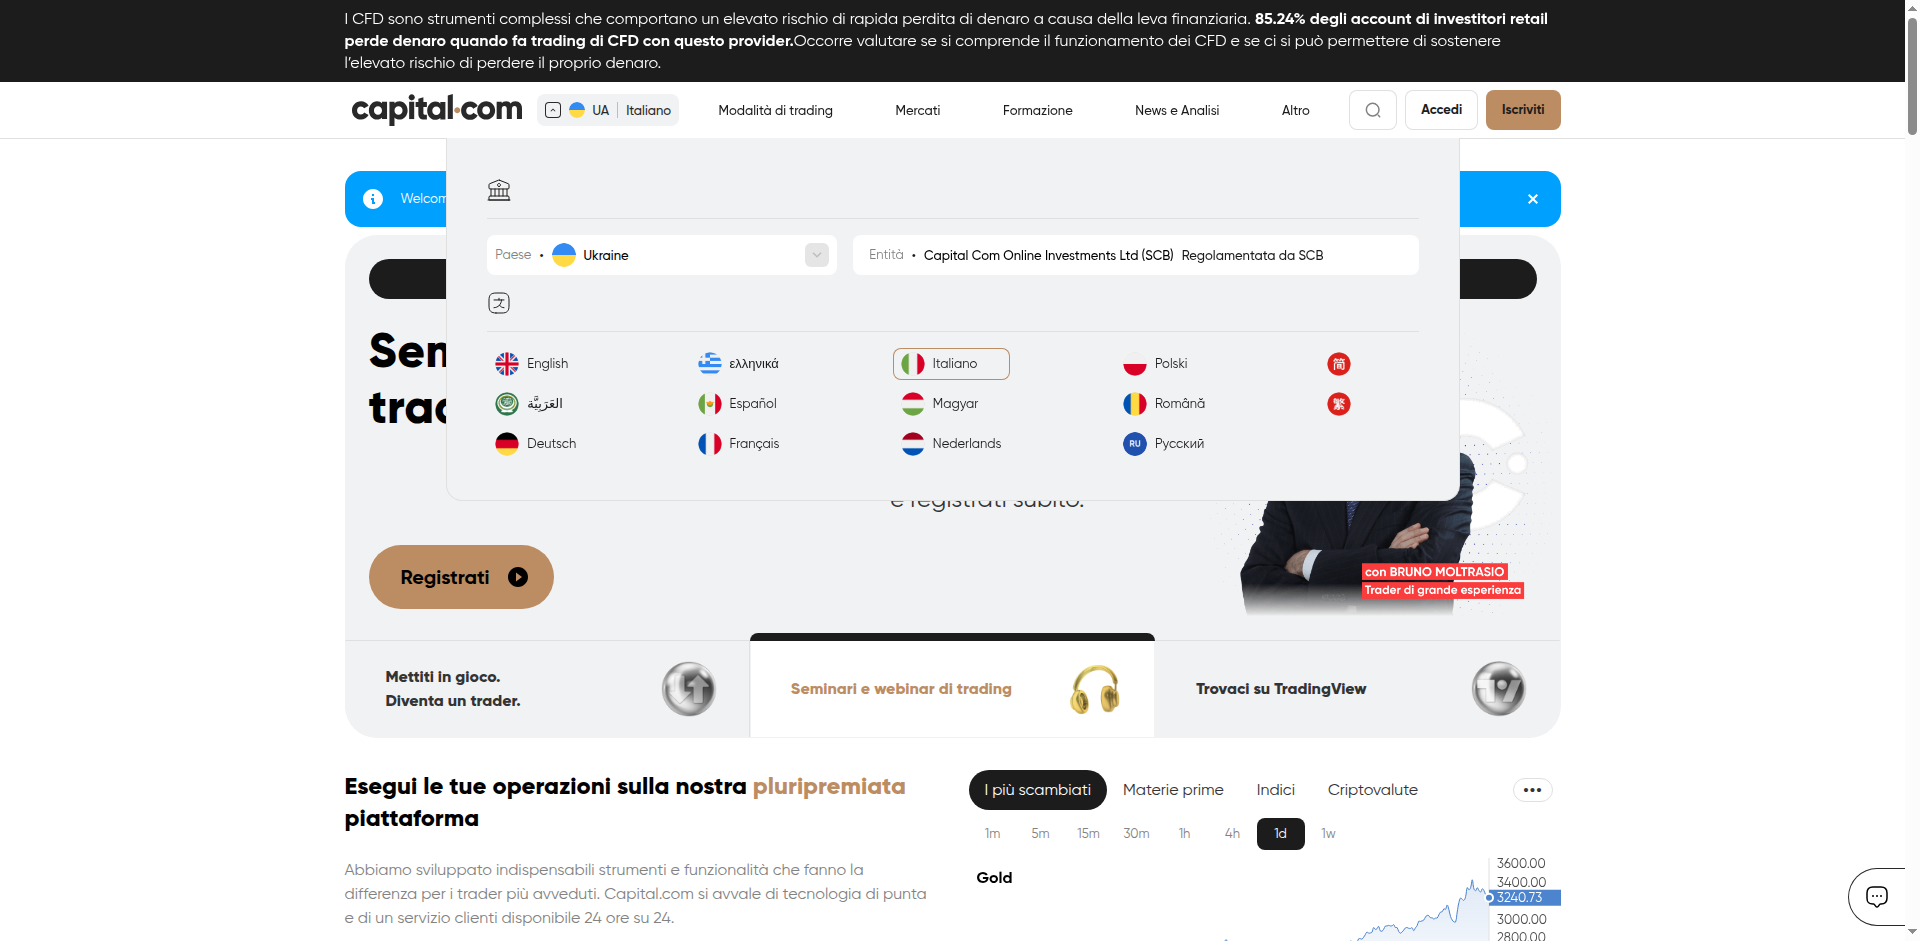 I CFD sono strumenti complessi che comportano un elevato rischio di rapida perdita di denaro a causa della leva finanziaria. 85.24% degli account di investitori retail
perde denaro quando fa trading di CFD con questo provider.Occorre valutare se si comprende il funzionamento dei CFD e se ci si può permettere di sostenere
l’elevato rischio di perdere il proprio denaro.
capital.com UA Italiano Modalità di trading Mercati Formazione News e Analisi Altro Accedi Iscriviti
Paese • Ukraine Entità • Capital Com Online Investments Ltd (SCB) Regolamentata da SCB
文
English ελληνικά Italiano Polski 简
العَرَبِيَّة Español Magyar Română 繁
Deutsch Français Nederlands RU Русский
e registrati subito.
con BRUNO MOLTRASIO
Trader di grande esperienza
Registrati
Mettiti in gioco.
Diventa un trader.
Seminari e webinar di trading
Trovaci su TradingView
Esegui le tue operazioni sulla nostra pluripremiata
piattaforma
Abbiamo sviluppato indispensabili strumenti e funzionalità che fanno la
differenza per i trader più avveduti. Capital.com si avvale di tecnologia di punta
e di un servizio clienti disponibile 24 ore su 24.
I più scambiati Materie prime Indici Criptovalute
1m 5m 15m 30m 1h 4h 1d 1w
Gold
3600.00
3400.00
3240.73
3000.00
2800.00